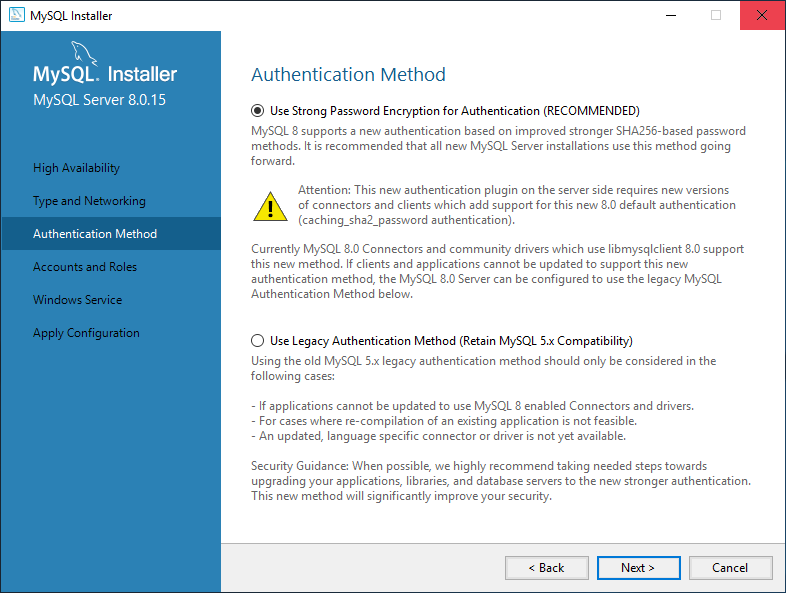 MySQL Installer
MySQL. Installer
MySQL Server 8.0.15
High Availability
Type and Networking
Authentication Method
Accounts and Roles
Windows Service
Apply Configuration
Authentication Method
Use Strong Password Encryption for Authentication (RECOMMENDED)
MySQL 8 supports a new authentication based on improved stronger SHA256-based password
methods. It is recommended that all new MySQL Server installations use this method going
forward.
Attention: This new authentication plugin on the server side requires new versions
of connectors and clients which add support for this new 8.0 default authentication
(caching_sha2_password authentication).
Currently MySQL 8.0 Connectors and community drivers which use libmysqlclient 8.0 support
this new method. If clients and applications cannot be updated to support this new
authentication method, the MySQL 8.0 Server can be configured to use the legacy MySQL
Authentication Method below.
Use Legacy Authentication Method (Retain MySQL 5.x Compatibility)
Using the old MySQL 5.x legacy authentication method should only be considered in the
following cases:
- If applications cannot be updated to use MySQL 8 enabled Connectors and drivers.
- For cases where re-compilation of an existing application is not feasible.
- An updated, language specific connector or driver is not yet available.
Security Guidance: When possible, we highly recommend taking needed steps towards
upgrading your applications, libraries, and database servers to the new stronger authentication.
This new method will significantly improve your security.
< Back
Next >
Cancel